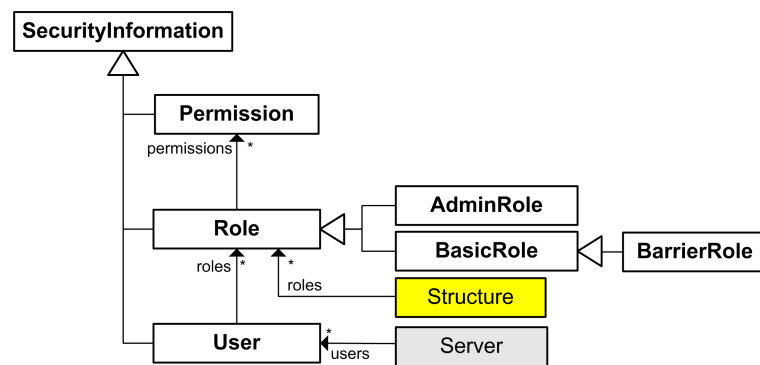 SecurityInformation
Permission
permissions *
AdminRole
Role
BasicRole
BarrierRole
roles * *
roles
Structure
User
* users
Server